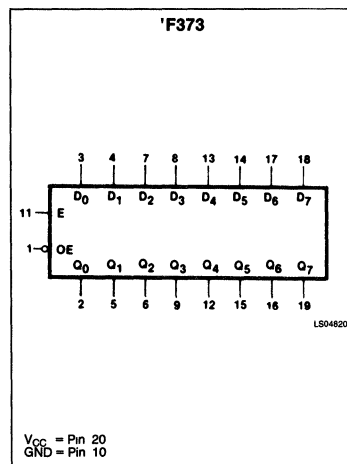 'F373
3 4 7 8 13 14 17 18
D0 D1 D2 D3 D4 D5 D6 D7
11 E
1 OE
Q0 Q1 Q2 Q3 Q4 Q5 Q6 Q7
2 5 6 9 12 15 16 19
LS04820
VCC = Pin 20
GND = Pin 10